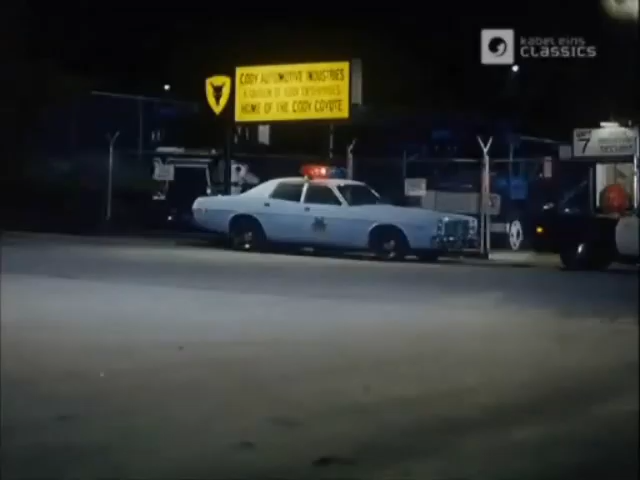 kabel eins
CLASSICS
CODY AUTOMOTIVE INDUSTRIES
A DIVISION OF CODY ENTERPRISES
HOME OF THE CODY COYOTE
7